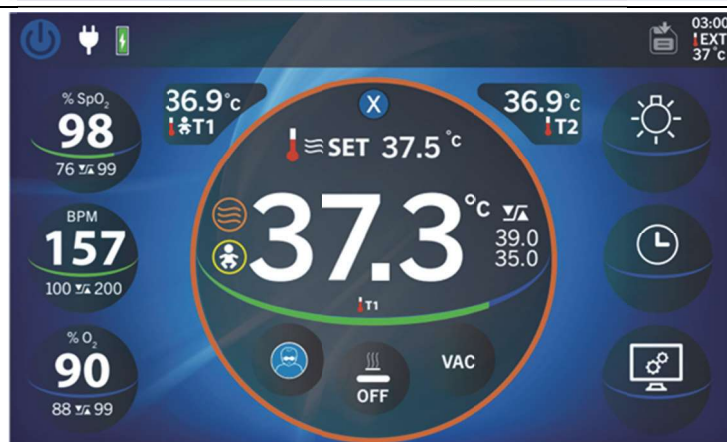 03:00
EXT
37 °C
% SpO₂
98
76 99
36.9°c
T1
36.9°c
T2
X
SET 37.5 °c
BPM
157
100 200
37.3 °c
39.0
35.0
T1
% O₂
90
88 99
OFF
VAC